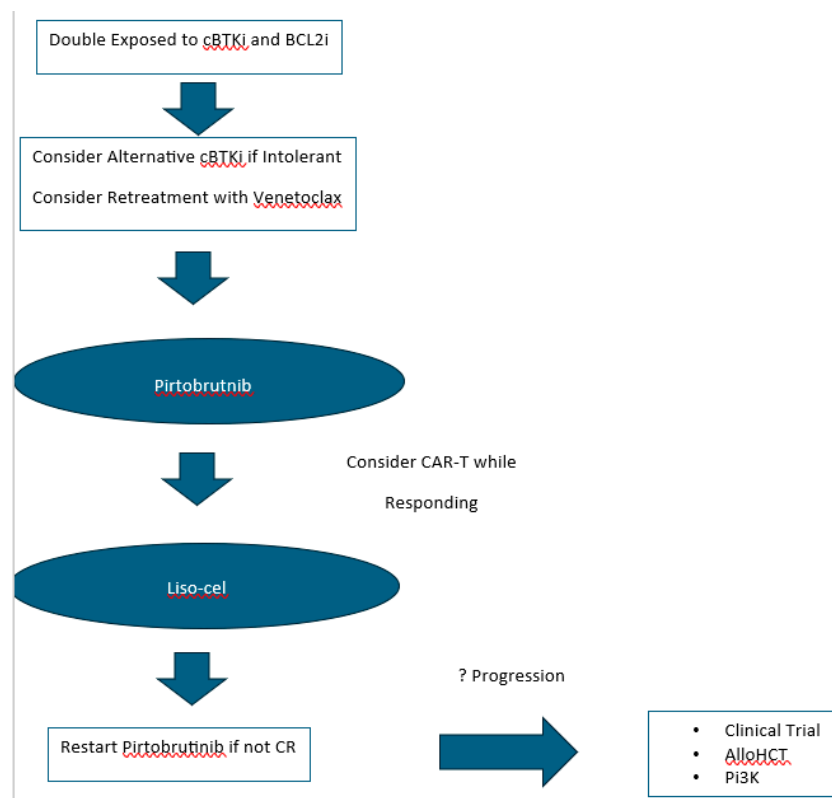 Double Exposed to cBTKi and BCL2i
Consider Alternative cBTKi if Intolerant
Consider Retreatment with Venetoclax
Pirtobrutnib
Consider CAR-T while
Responding
Liso-cel
? Progression
Restart Pirtobrutinib if not CR
• Clinical Trial
• AlloHCT
• Pi3K